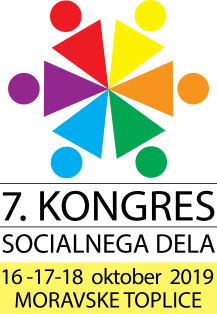 7. KONGRES
SOCIALNEGA DELA
16 -17-18 oktober 2019
MORAVSKE TOPLICE